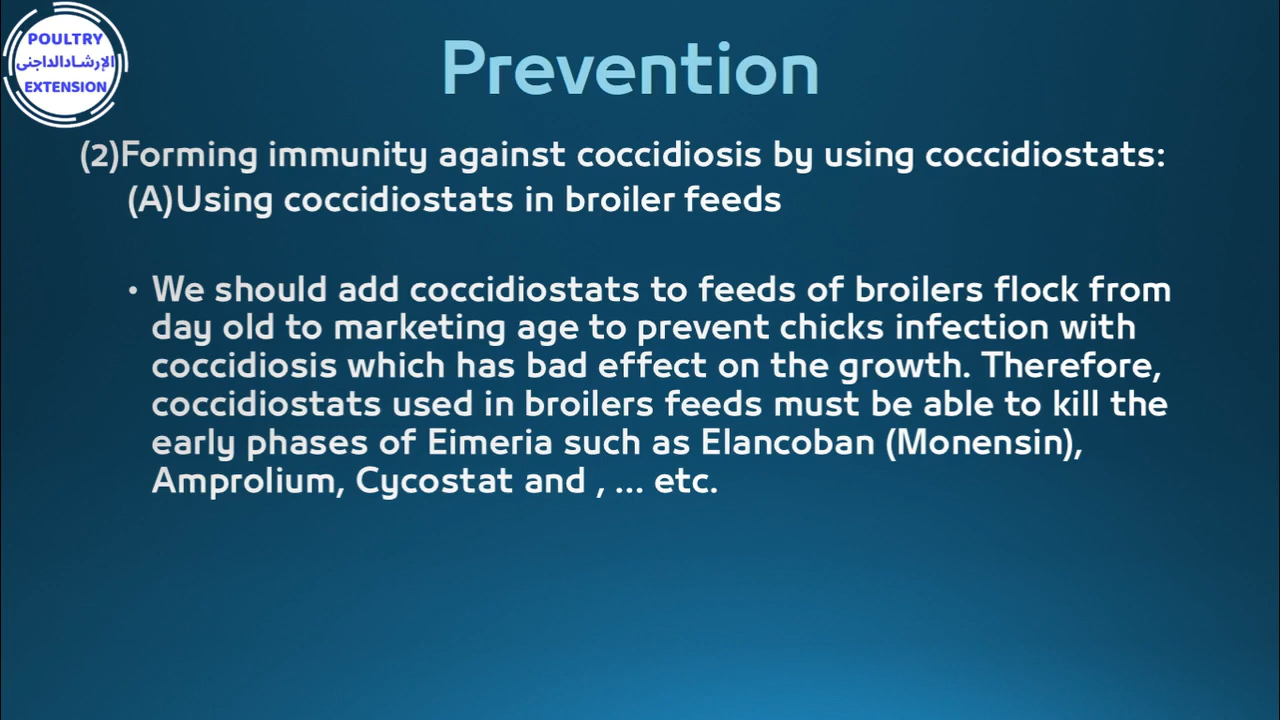 POULTRY
الإرشادالداجنى
EXTENSION
Prevention
(2)Forming immunity against coccidiosis by using coccidiostats:
(A)Using coccidiostats in broiler feeds
• We should add coccidiostats to feeds of broilers flock from
day old to marketing age to prevent chicks infection with
coccidiosis which has bad effect on the growth. Therefore,
coccidiostats used in broilers feeds must be able to kill the
early phases of Eimeria such as Elancoban (Monensin),
Amprolium, Cycostat and , ... etc.